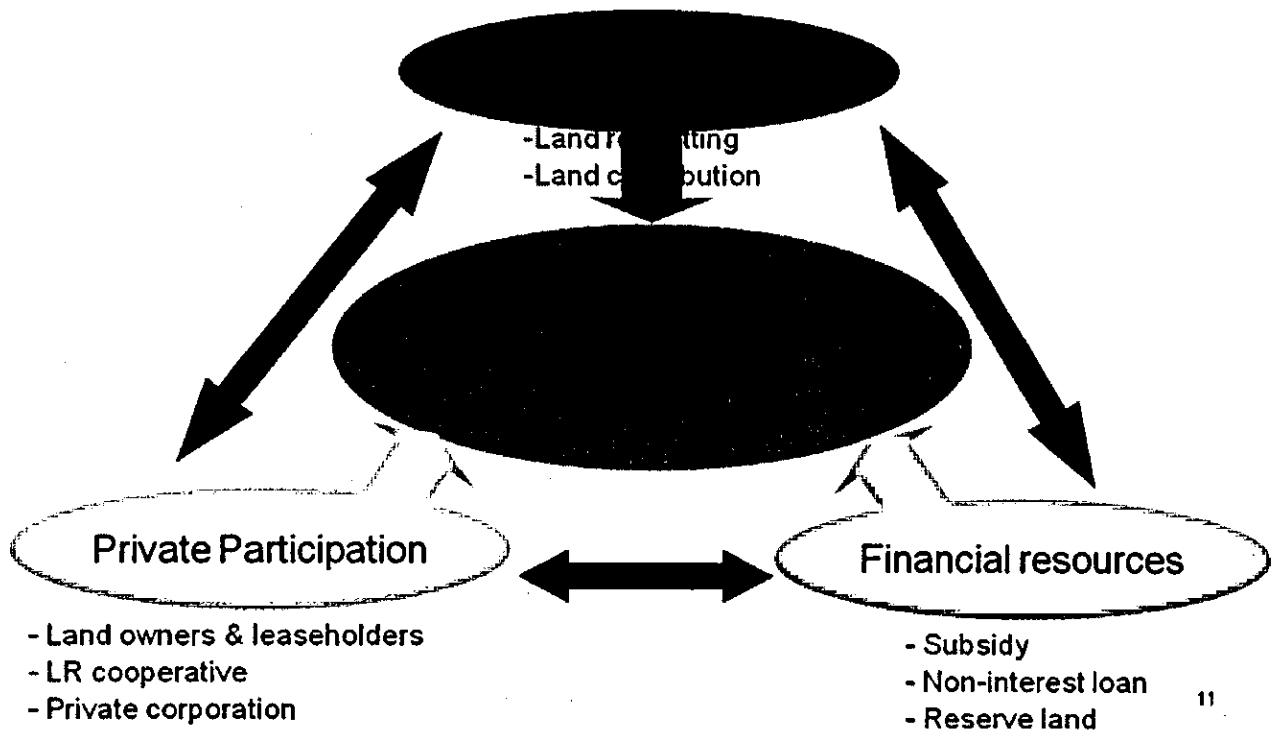 -Land
-Land
Private Participation
- Land owners & leaseholders
- LR cooperative
- Private corporation
Financial resources
- Subsidy
- Non-interest loan
- Reserve land
11